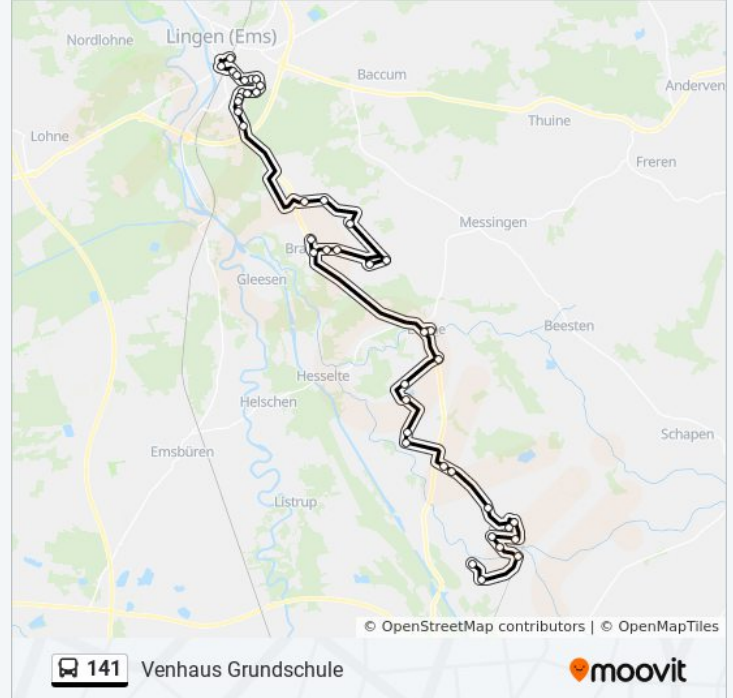 Nordlohne
Lingen (Ems)
Baccum
Anderven
Thuine
Lohne
Freren
Messingen
Bra
Gleesen
Beesten
Hesselte
Helschen
Schapen
Emsbüren
Listrup
© OpenStreetMap contributors | © OpenMapTiles
141 Venhaus Grundschule moovit